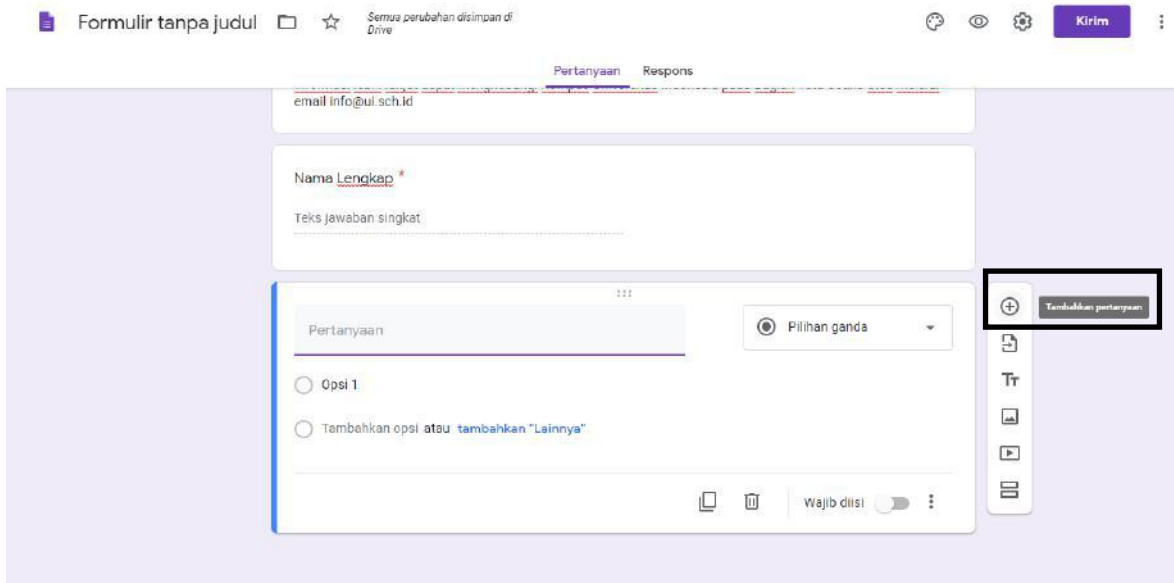 Formulir tanpa judul
Semua perubahan disimpan di
Drive
Kirim
Pertanyaan Respons
email info@ui.sch.id
Nama Lengkap *
Teks jawaban singkat
Pertanyaan
Pilihan ganda
Tambahkan pertanyaan
Opsi 1
Tambahkan opsi atau tambahkan "Lainnya"
Wajib diisi